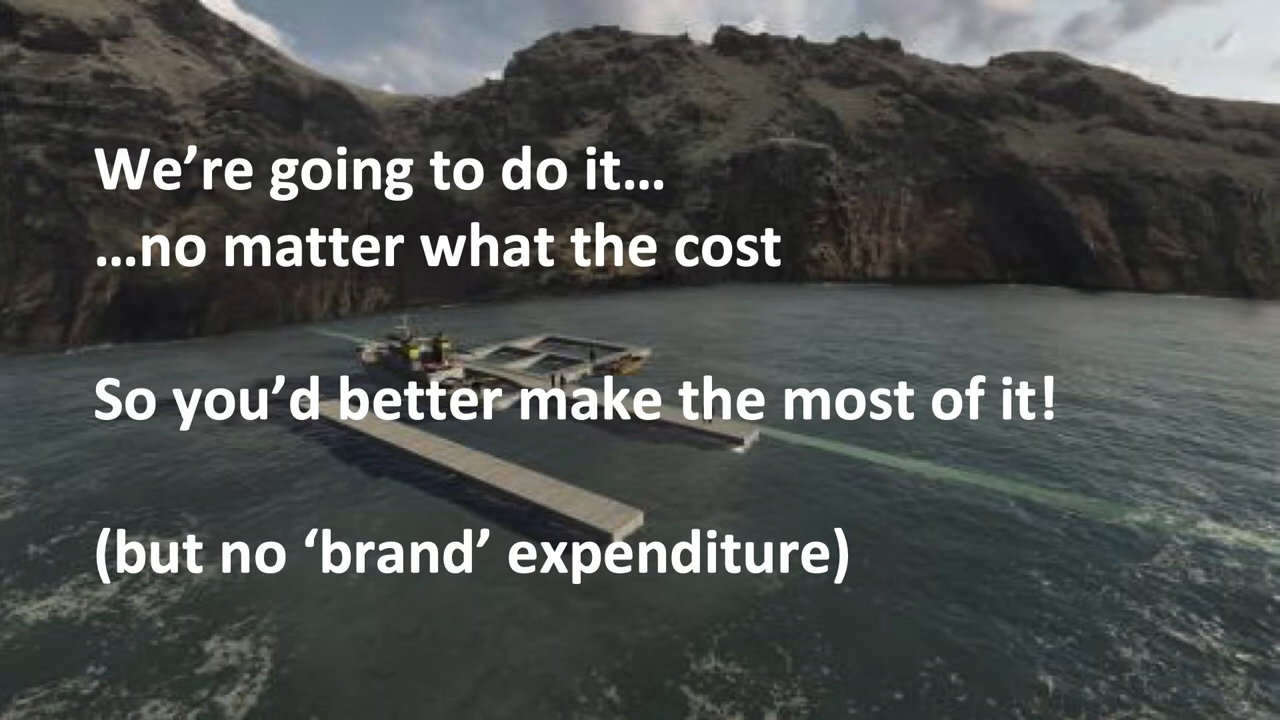 We’re going to do it…
…no matter what the cost
So you’d better make the most of it!
(but no ‘brand’ expenditure)